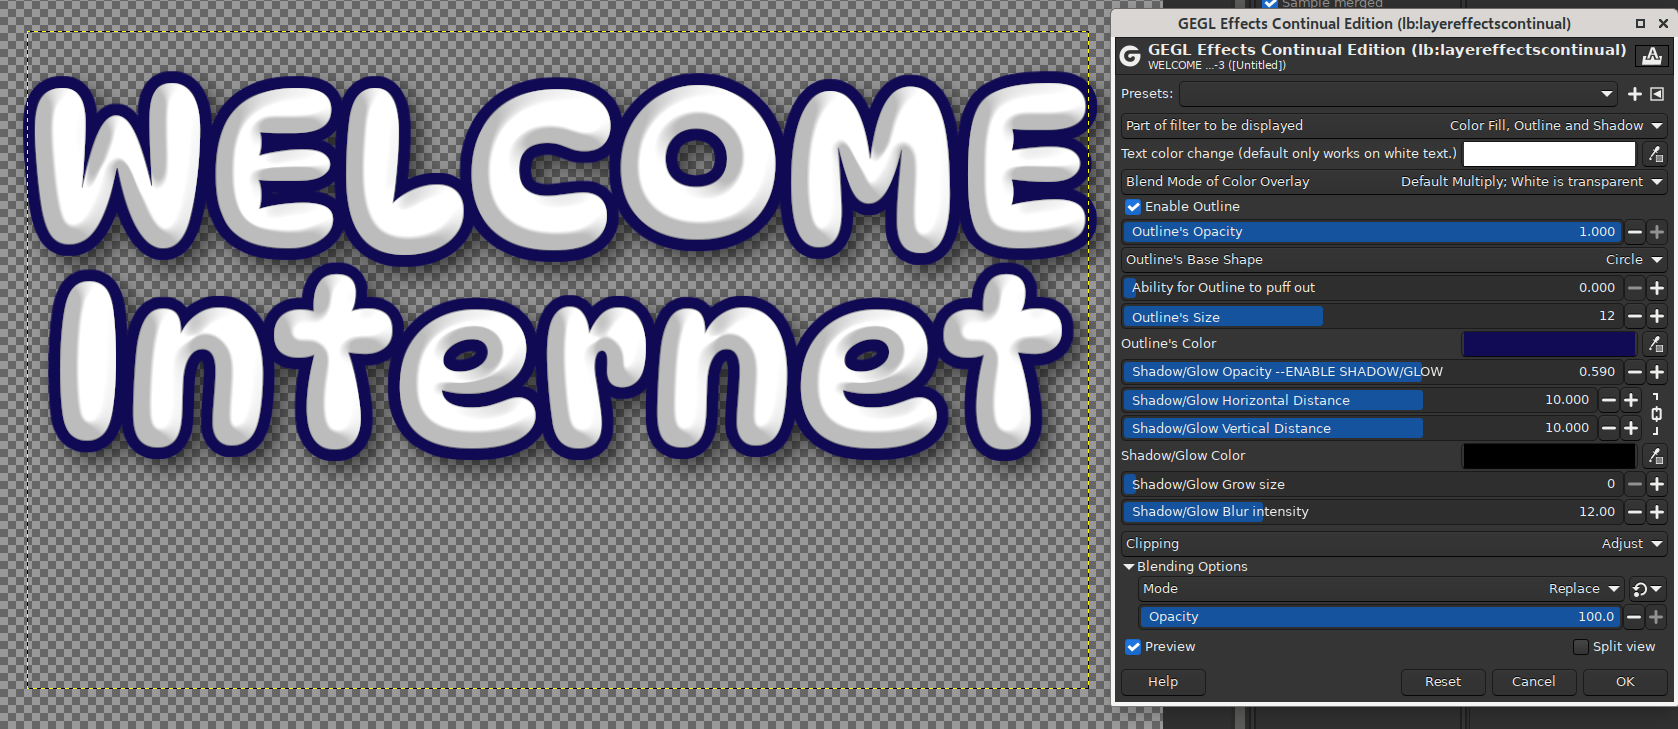 Sample merged
GEGL Effects Continual Edition (lb:layereffectscontinual)
GEGL Effects Continual Edition (lb:layereffectscontinual)
WELCOME ...-3 ([Untitled])
WELCOME
Internet
Presets:
Part of filter to be displayed Color Fill, Outline and Shadow
Text color change (default only works on white text.)
Blend Mode of Color Overlay Default Multiply; White is transparent
Enable Outline
Outline's Opacity 1.000
Outline's Base Shape Circle
Ability for Outline to puff out 0.000
Outline's Size 12
Outline's Color
Shadow/Glow Opacity --ENABLE SHADOW/GLOW 0.590
Shadow/Glow Horizontal Distance 10.000
Shadow/Glow Vertical Distance 10.000
Shadow/Glow Color
Shadow/Glow Grow size 0
Shadow/Glow Blur intensity 12.00
Clipping Adjust
Blending Options
Mode Replace
Opacity 100.0
Preview Split view
Help Reset Cancel OK